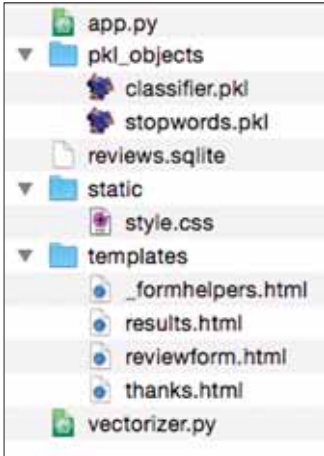 app.py
pkl_objects
classifier.pkl
stopwords.pkl
reviews.sqlite
static
style.css
templates
_formhelpers.html
results.html
reviewform.html
thanks.html
vectorizer.py